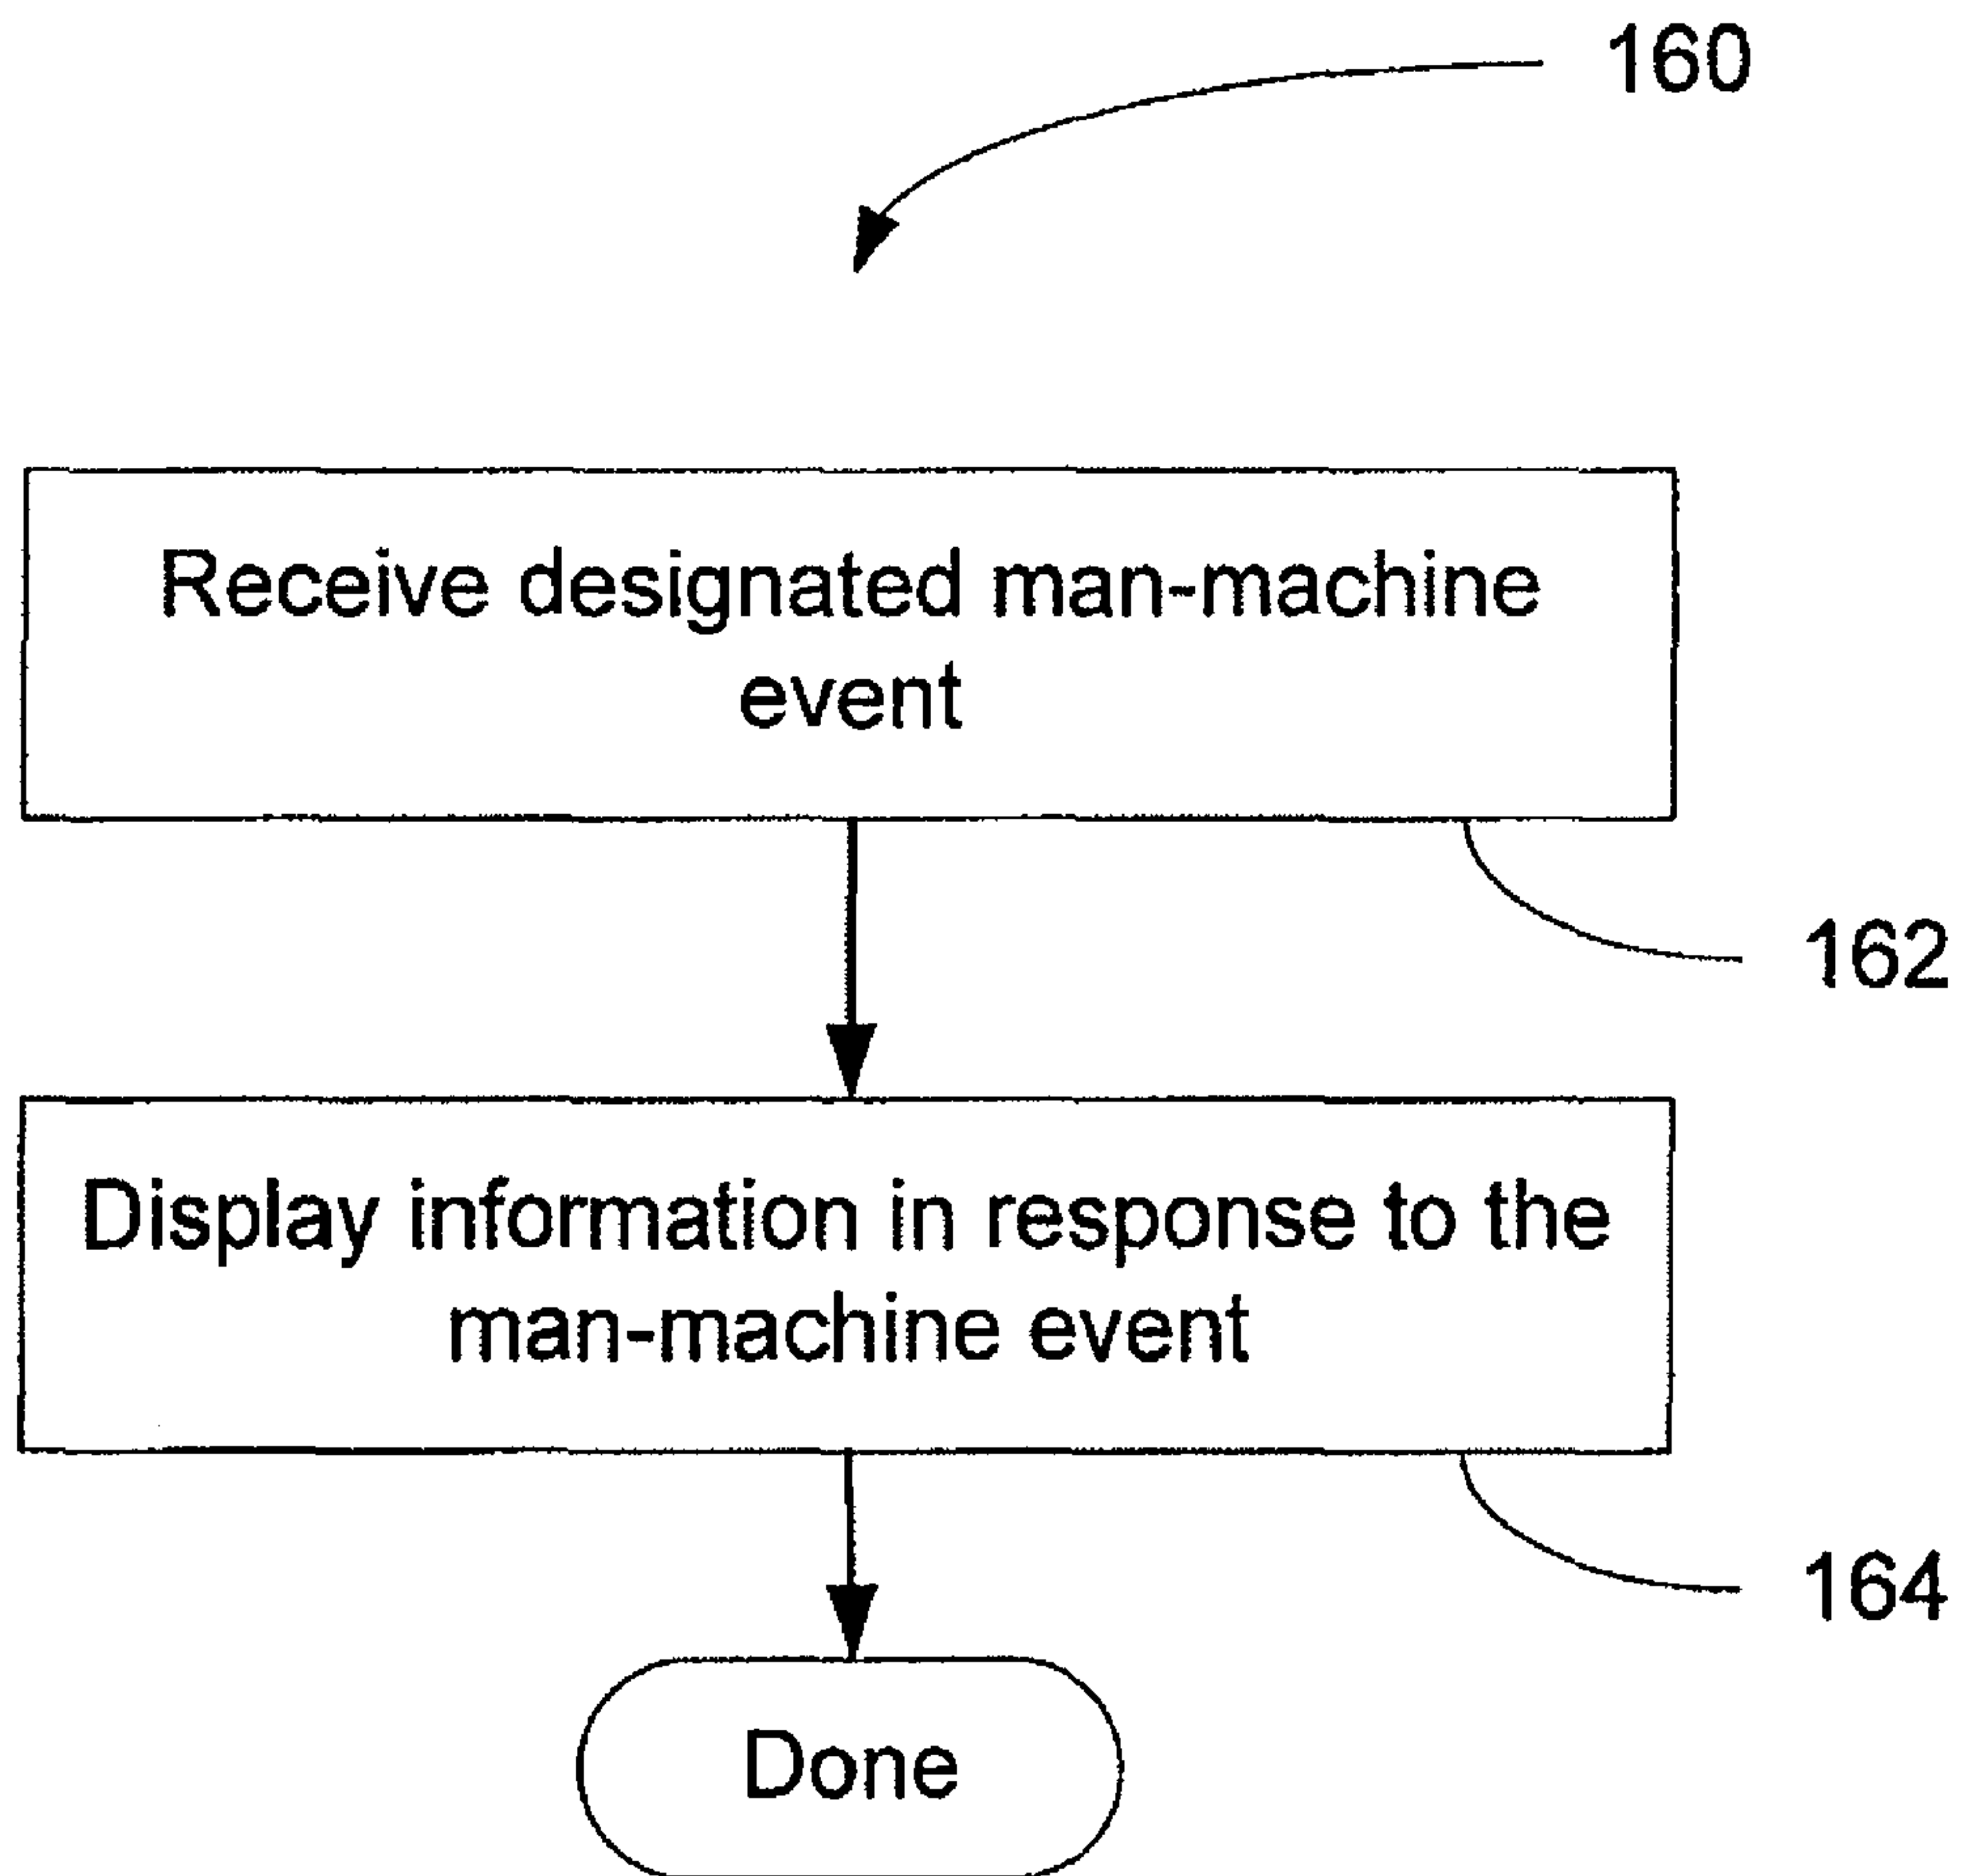 160
Receive designated man-machine
event
162
Display information in response to the
man-machine event
164
Done